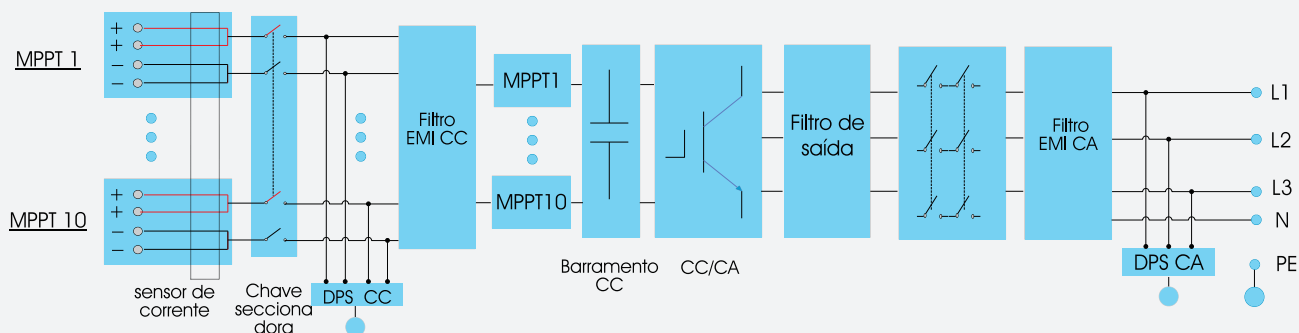 MPPT 1
+
+
−
−
MPPT 10
+
+
−
−
sensor de
corrente
Chave
secciona
dora
DPS CC
Filtro
EMI CC
MPPT1
MPPT10
Barramento
CC
CC/CA
Filtro de
saída
Filtro
EMI CA
DPS CA
L1
L2
L3
N
PE